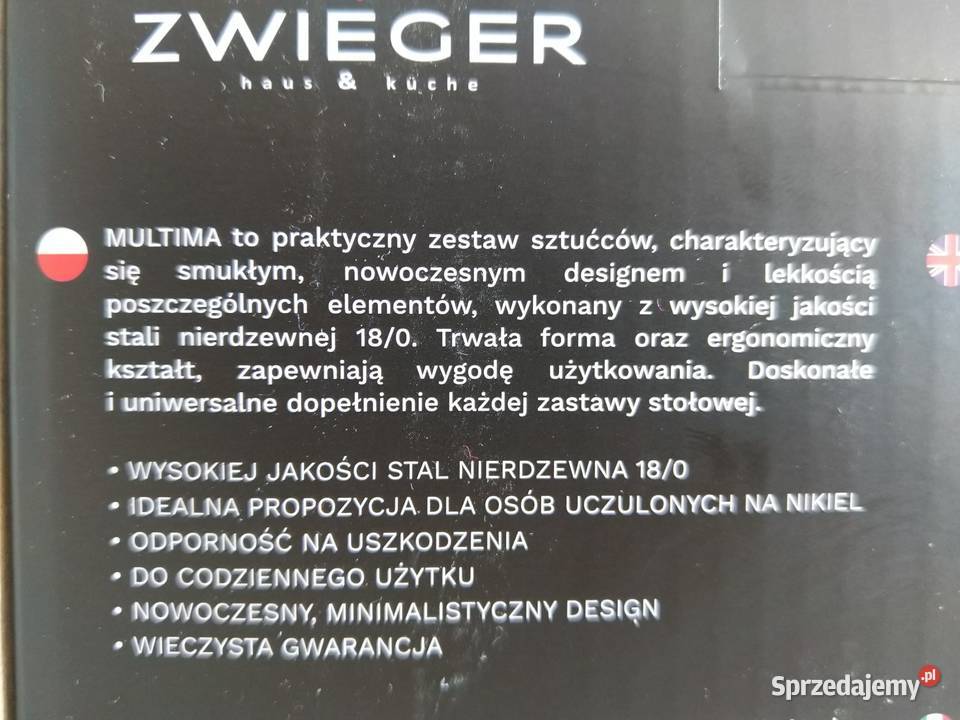 ZWIEGER
haus & küche
MULTIMA to praktyczny zestaw sztućców, charakteryzujący
się smukłym, nowoczesnym designem i lekkością
poszczególnych elementów, wykonany z wysokiej jakości
stali nierdzewnej 18/0. Trwała forma oraz ergonomiczny
kształt, zapewniają wygodę użytkowania. Doskonałe
i uniwersalne dopełnienie każdej zastawy stołowej.
• WYSOKIEJ JAKOŚCI STAL NIERDZEWNA 18/0
• IDEALNA PROPOZYCJA DLA OSÓB UCZULONYCH NA NIKIEL
• ODPORNOŚĆ NA USZKODZENIA
• DO CODZIENNEGO UŻYTKU
• NOWOCZESNY, MINIMALISTYCZNY DESIGN
• WIECZYSTA GWARANCJA
Sprzedajemy.pl